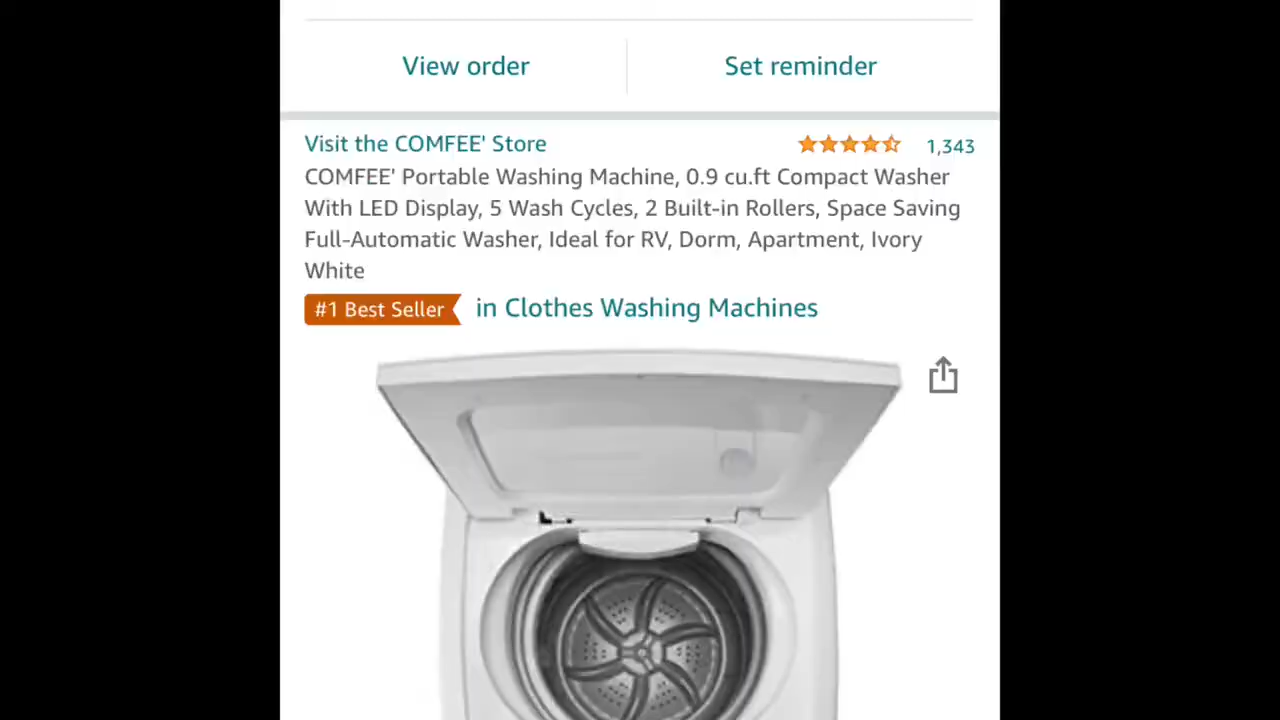 View order
Set reminder
Visit the COMFEE' Store
1,343
COMFEE' Portable Washing Machine, 0.9 cu.ft Compact Washer
With LED Display, 5 Wash Cycles, 2 Built-in Rollers, Space Saving
Full-Automatic Washer, Ideal for RV, Dorm, Apartment, Ivory
White
#1 Best Seller in Clothes Washing Machines